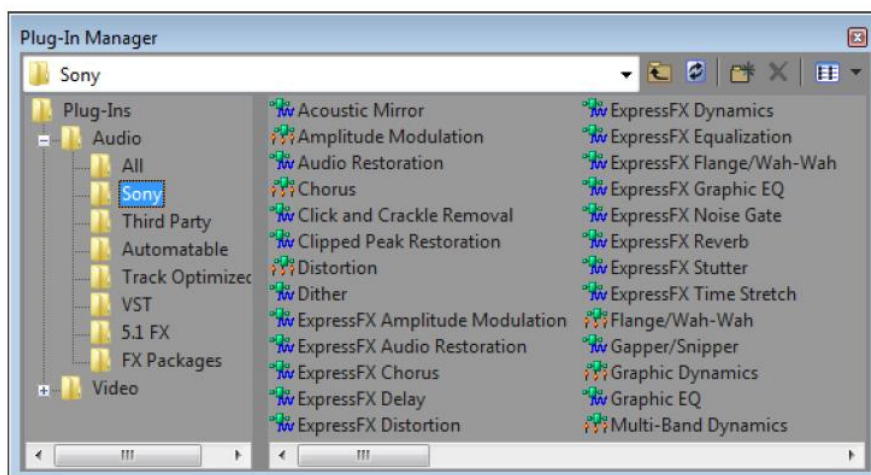 Plug-In Manager
Sony
Plug-Ins
Audio
All
Sony
Third Party
Automatable
Track Optimized
VST
5.1 FX
FX Packages
Video
Acoustic Mirror
Amplitude Modulation
Audio Restoration
Chorus
Click and Crackle Removal
Clipped Peak Restoration
Distortion
Dither
ExpressFX Amplitude Modulation
ExpressFX Audio Restoration
ExpressFX Chorus
ExpressFX Delay
ExpressFX Distortion
ExpressFX Dynamics
ExpressFX Equalization
ExpressFX Flange/Wah-Wah
ExpressFX Graphic EQ
ExpressFX Noise Gate
ExpressFX Reverb
ExpressFX Stutter
ExpressFX Time Stretch
Flange/Wah-Wah
Gapper/Snipper
Graphic Dynamics
Graphic EQ
Multi-Band Dynamics